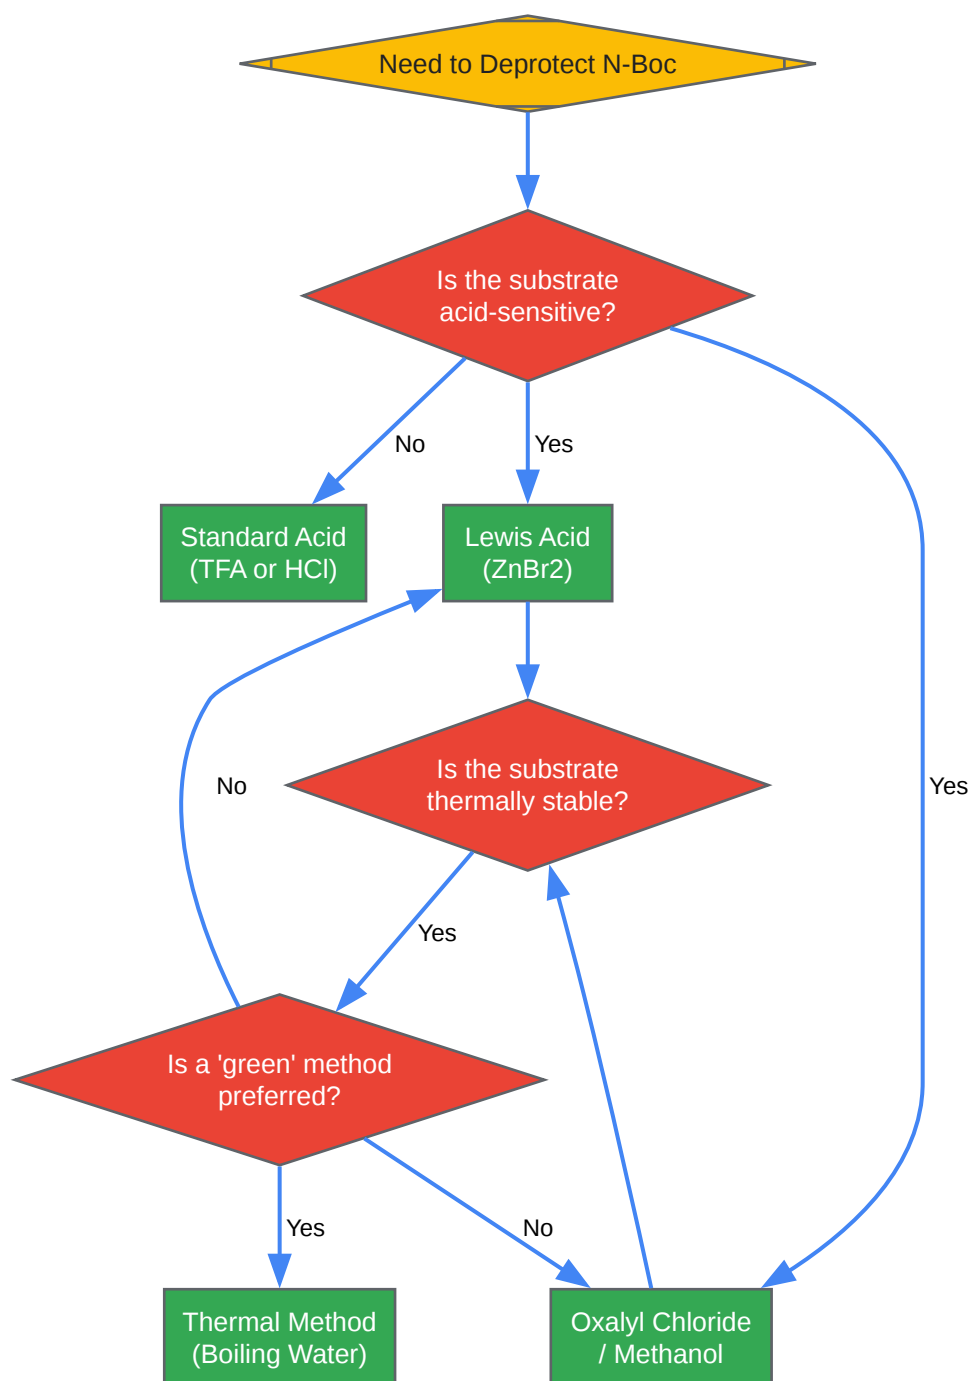 Need to Deprotect N-Boc
Is the substrate
acid-sensitive?
No
Yes
Standard Acid
(TFA or HCl)
Lewis Acid
(ZnBr2)
Is the substrate
thermally stable?
No
Yes
Yes
Is a 'green' method
preferred?
Yes
No
Thermal Method
(Boiling Water)
Oxalyl Chloride
/ Methanol